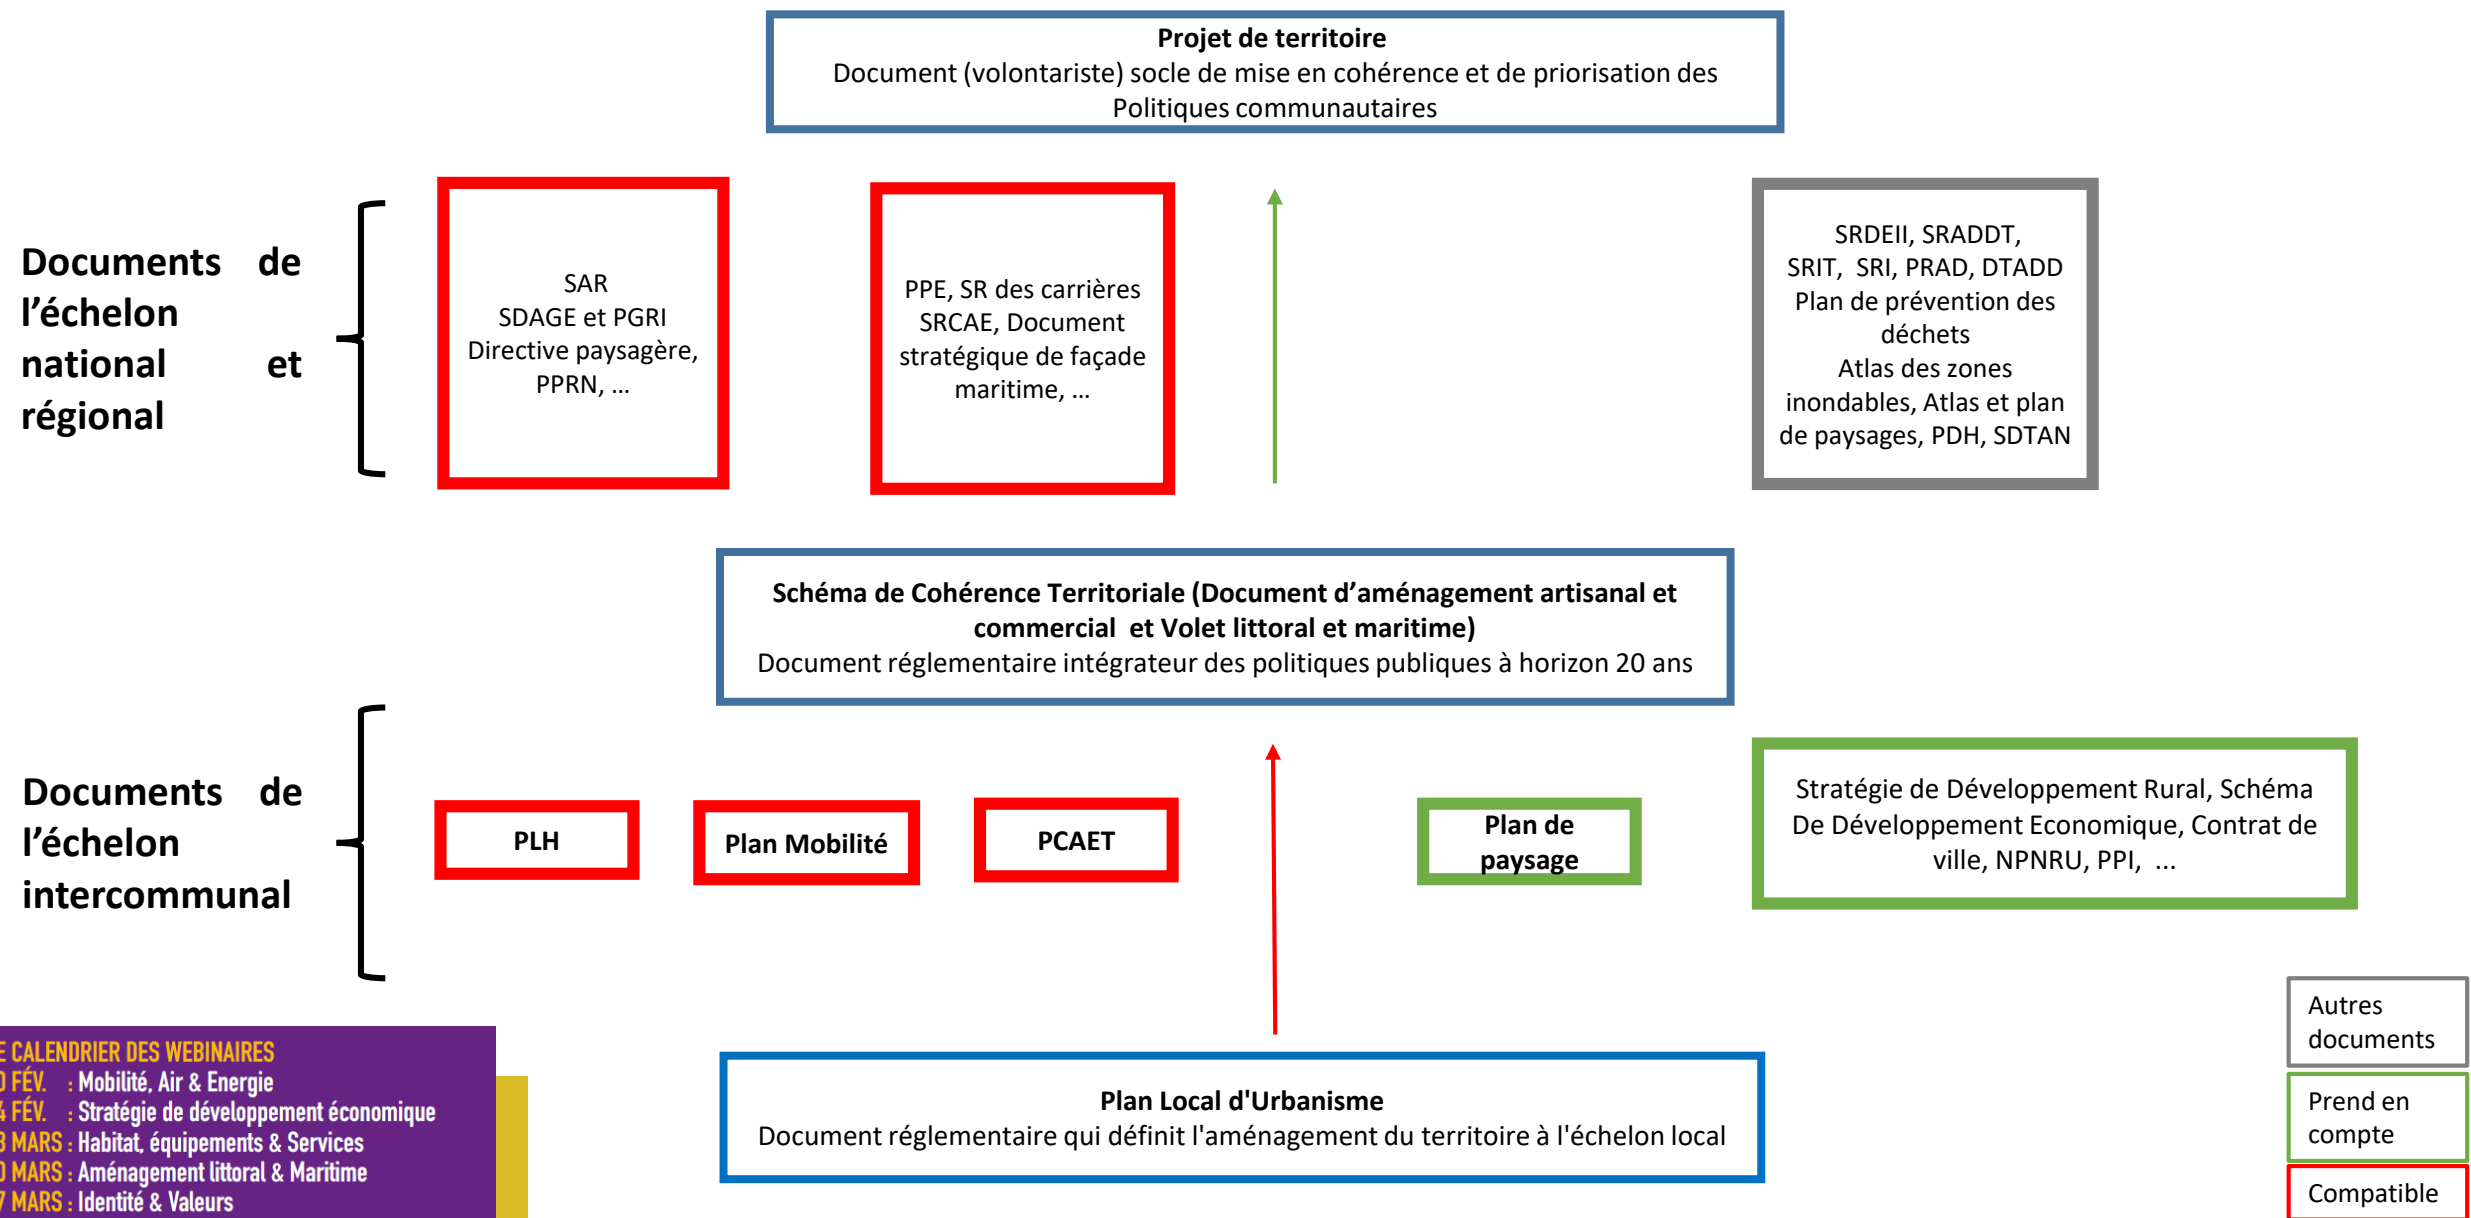 Projet de territoire
Document (volontariste) socle de mise en cohérence et de priorisation des
Politiques communautaires
Documents de
l’échelon
national et
régional
SAR
SDAGE et PGRI
Directive paysagère,
PPRN, ...
PPE, SR des carrières
SRCAE, Document
stratégique de façade
maritime, ...
SRDEII, SRADDT,
SRIT, SRI, PRAD, DTADD
Plan de prévention des
déchets
Atlas des zones
inondables, Atlas et plan
de paysages, PDH, SDTAN
Schéma de Cohérence Territoriale (Document d’aménagement artisanal et
commercial et Volet littoral et maritime)
Document réglementaire intégrateur des politiques publiques à horizon 20 ans
Documents de
l’échelon
intercommunal
PLH
Plan Mobilité
PCAET
Plan de
paysage
Stratégie de Développement Rural, Schéma
De Développement Economique, Contrat de
ville, NPNRU, PPI, ...
Plan Local d'Urbanisme
Document réglementaire qui définit l'aménagement du territoire à l'échelon local
CALENDRIER DES WEBINAIRES
FÉV. : Mobilité, Air & Energie
FÉV. : Stratégie de développement économique
MARS : Habitat, équipements & Services
MARS : Aménagement littoral & Maritime
MARS : Identité & Valeurs
Autres
documents
Prend en
compte
Compatible